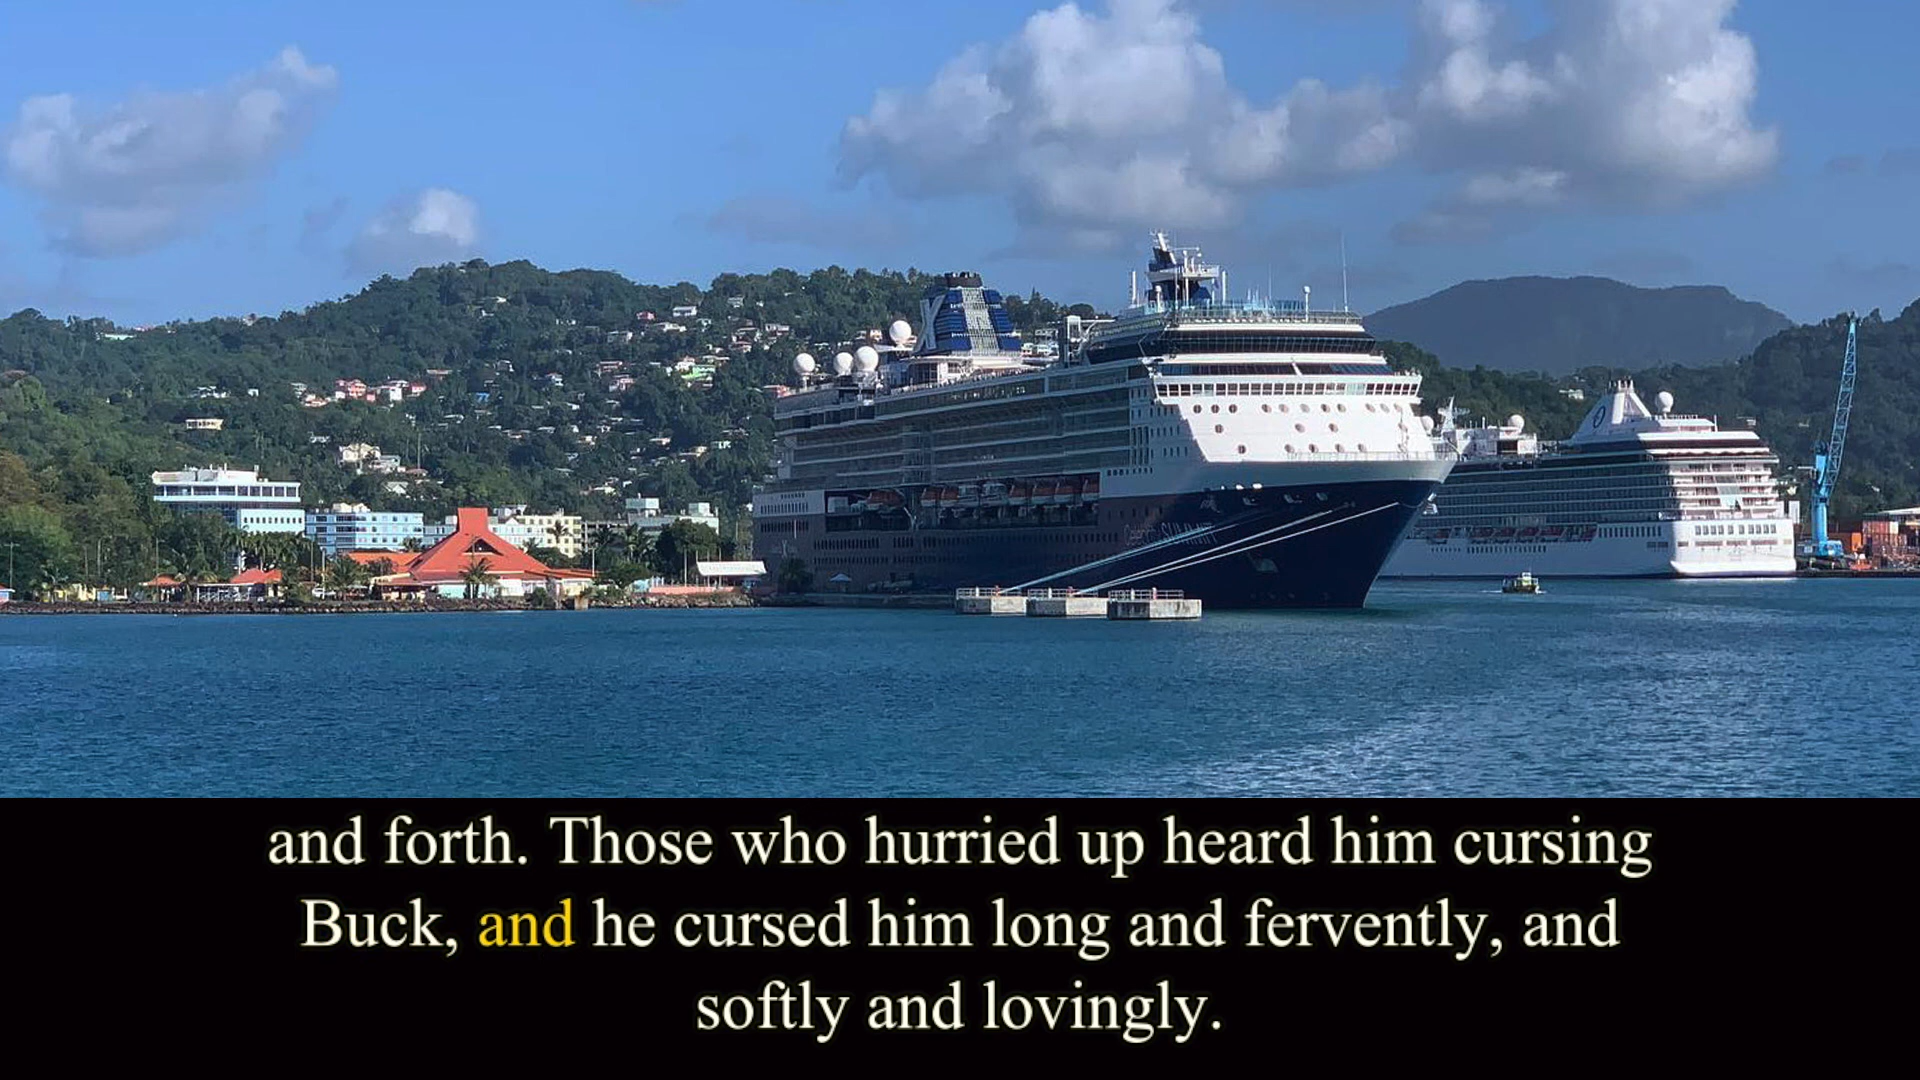 X
SUMMIT
and forth. Those who hurried up heard him cursing
Buck, and he cursed him long and fervently, and
softly and lovingly.